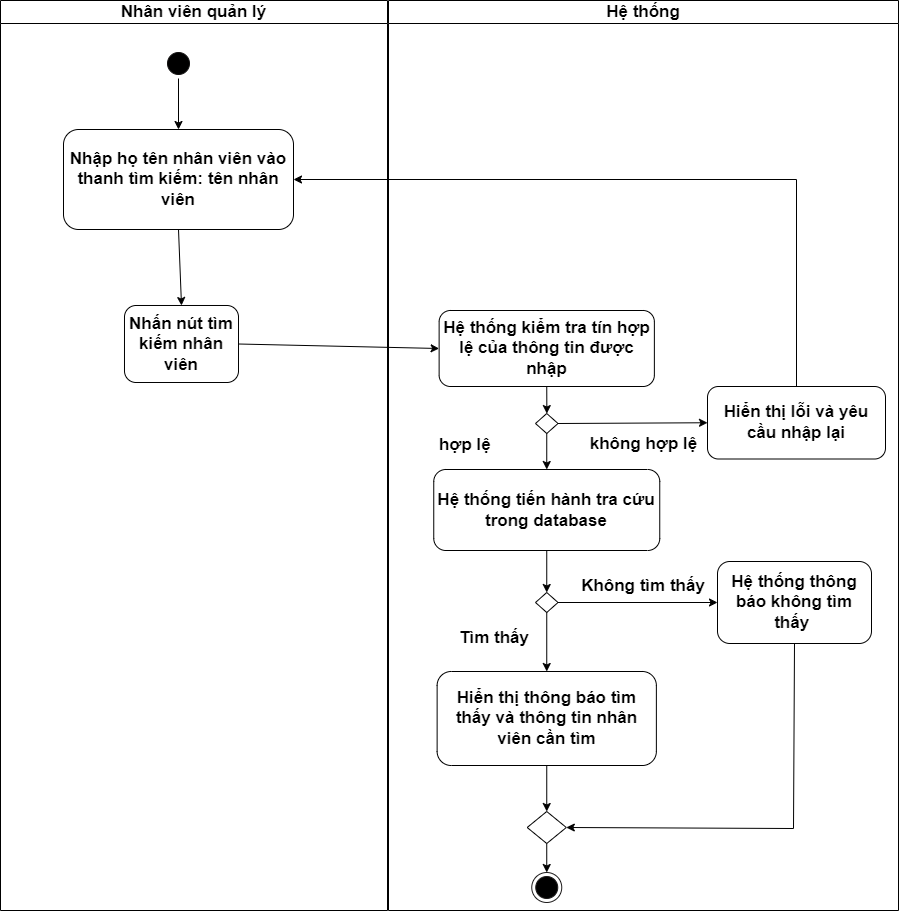 Nhân viên quản lý
Hệ thống
Nhập họ tên nhân viên vào
thanh tìm kiếm: tên nhân
viên
Nhấn nút tìm
kiếm nhân
viên
Hệ thống kiểm tra tín hợp
lệ của thông tin được
nhập
Hiển thị lỗi và yêu
cầu nhập lại
hợp lệ
không hợp lệ
Hệ thống tiến hành tra cứu
trong database
Không tìm thấy
Hệ thống thông
báo không tìm
thấy
Tìm thấy
Hiển thị thông báo tìm
thấy và thông tin nhân
viên cần tìm